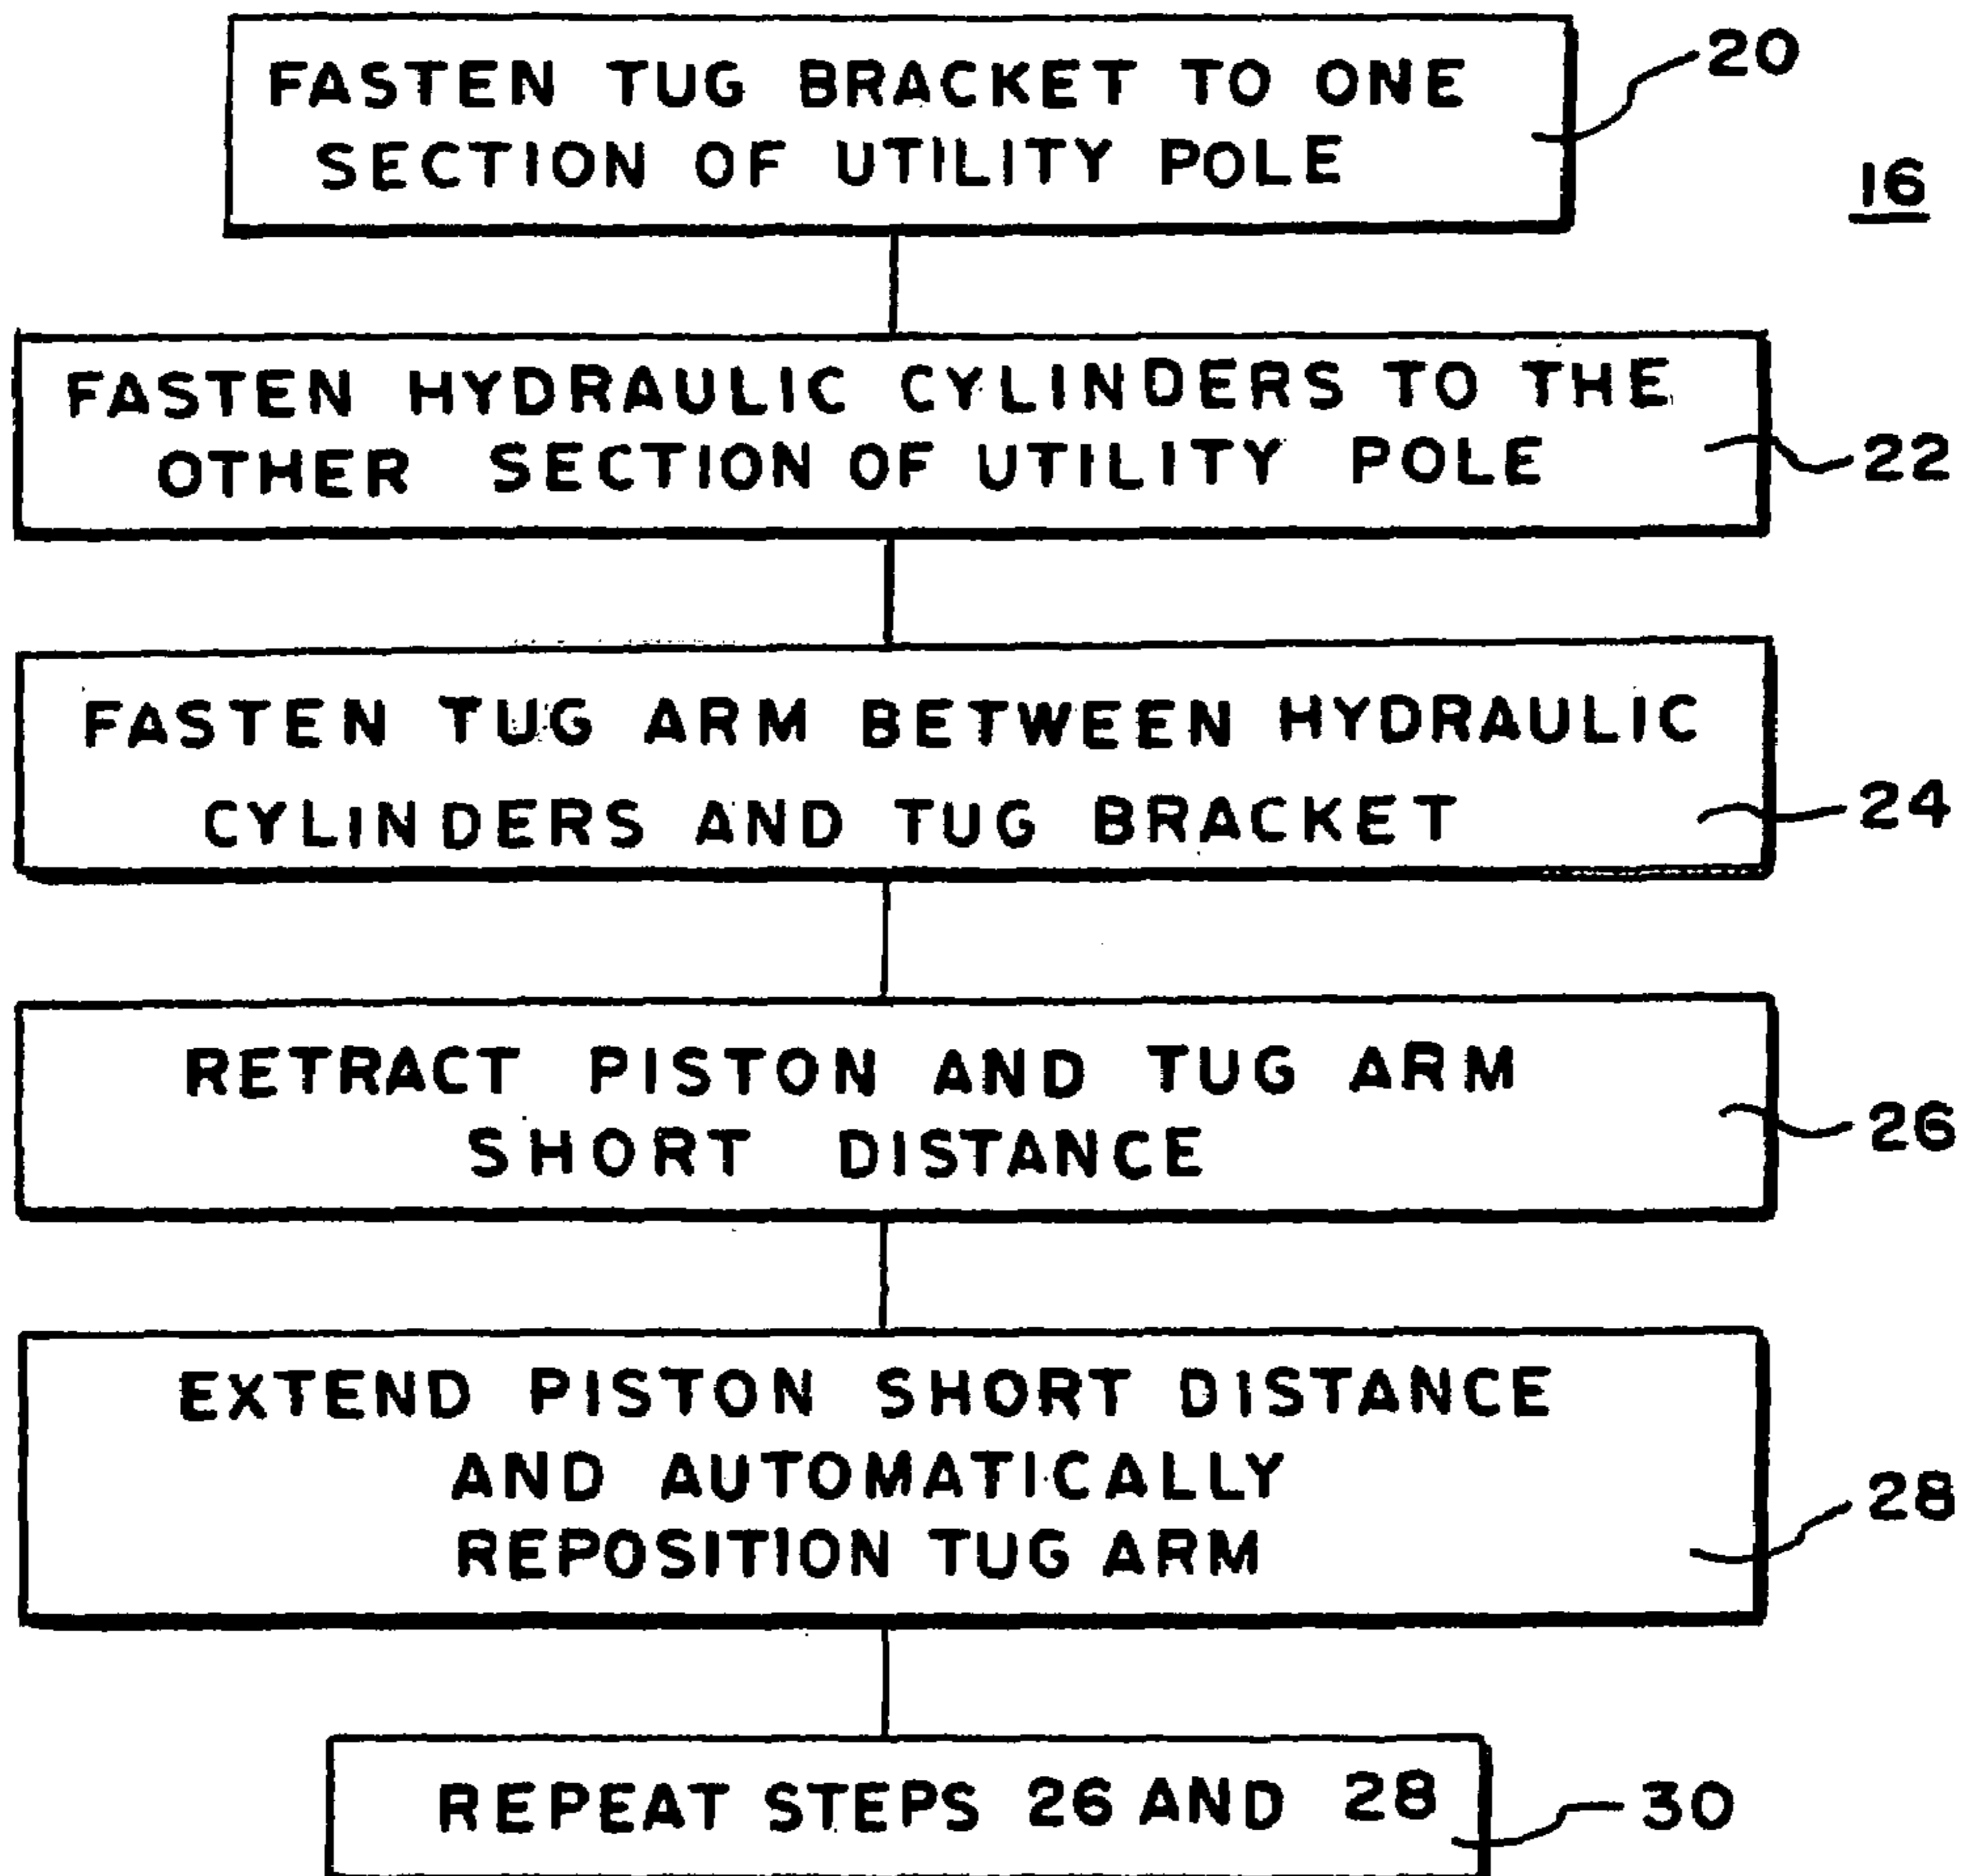 FASTEN TUG BRACKET TO ONE
SECTION OF UTILITY POLE
20
16
FASTEN HYDRAULIC CYLINDERS TO THE
OTHER SECTION OF UTILITY POLE
22
FASTEN TUG ARM BETWEEN HYDRAULIC
CYLINDERS AND TUG BRACKET
24
RETRACT PISTON AND TUG ARM
SHORT DISTANCE
26
EXTEND PISTON SHORT DISTANCE
AND AUTOMATICALLY
REPOSITION TUG ARM
28
REPEAT STEPS 26 AND 28
30